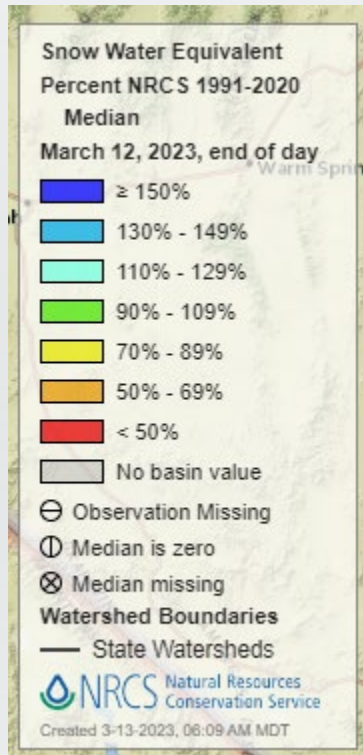 Snow Water Equivalent
Percent NRCS 1991-2020
Median
March 12, 2023, end of day
Warm Sprin
≥ 150%
130% - 149%
110% - 129%
90% - 109%
70% - 89%
50% - 69%
< 50%
No basin value
Observation Missing
Median is zero
Median missing
Watershed Boundaries
State Watersheds
NRCS Natural Resources
Conservation Service
Created 3-13-2023, 06:09 AM MDT